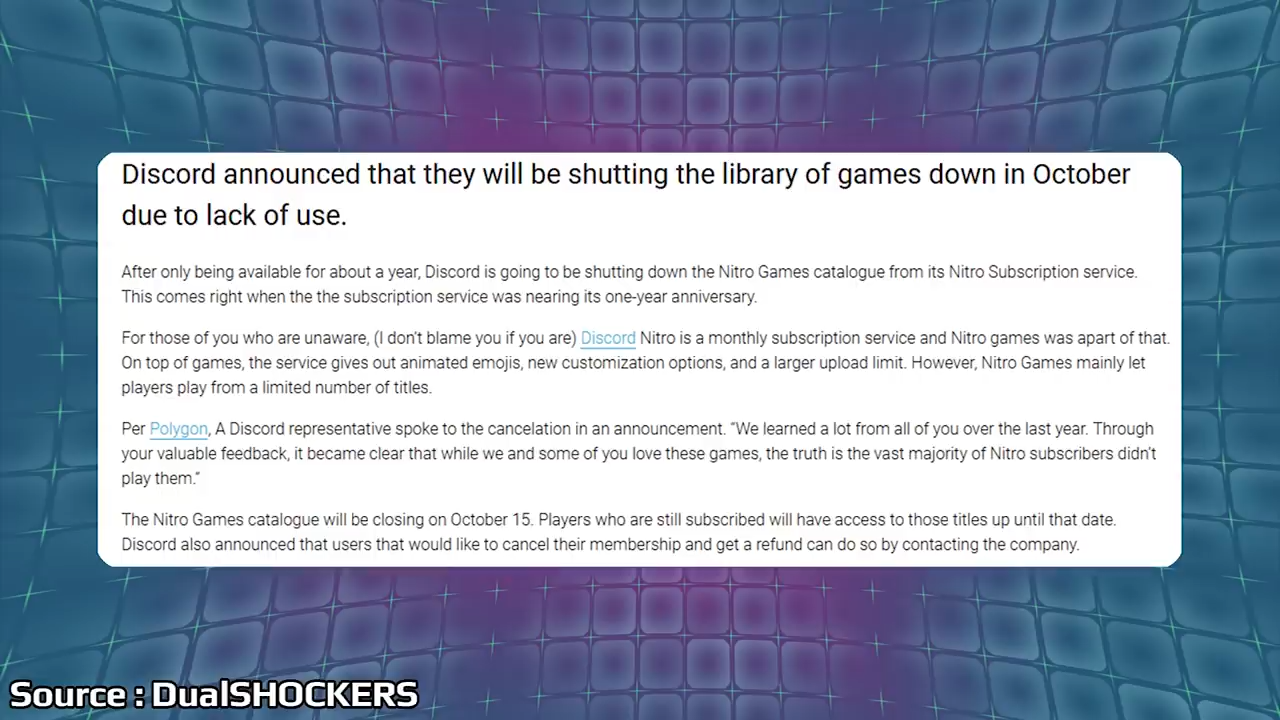 Discord announced that they will be shutting the library of games down in October
due to lack of use.
After only being available for about a year, Discord is going to be shutting down the Nitro Games catalogue from its Nitro Subscription service.
This comes right when the the subscription service was nearing its one-year anniversary.
For those of you who are unaware, (I don't blame you if you are) Discord Nitro is a monthly subscription service and Nitro games was apart of that.
On top of games, the service gives out animated emojis, new customization options, and a larger upload limit. However, Nitro Games mainly let
players play from a limited number of titles.
Per Polygon, A Discord representative spoke to the cancelation in an announcement. “We learned a lot from all of you over the last year. Through
your valuable feedback, it became clear that while we and some of you love these games, the truth is the vast majority of Nitro subscribers didn't
play them.”
The Nitro Games catalogue will be closing on October 15. Players who are still subscribed will have access to those titles up until that date.
Discord also announced that users that would like to cancel their membership and get a refund can do so by contacting the company.
Source : DualSHOCKERS